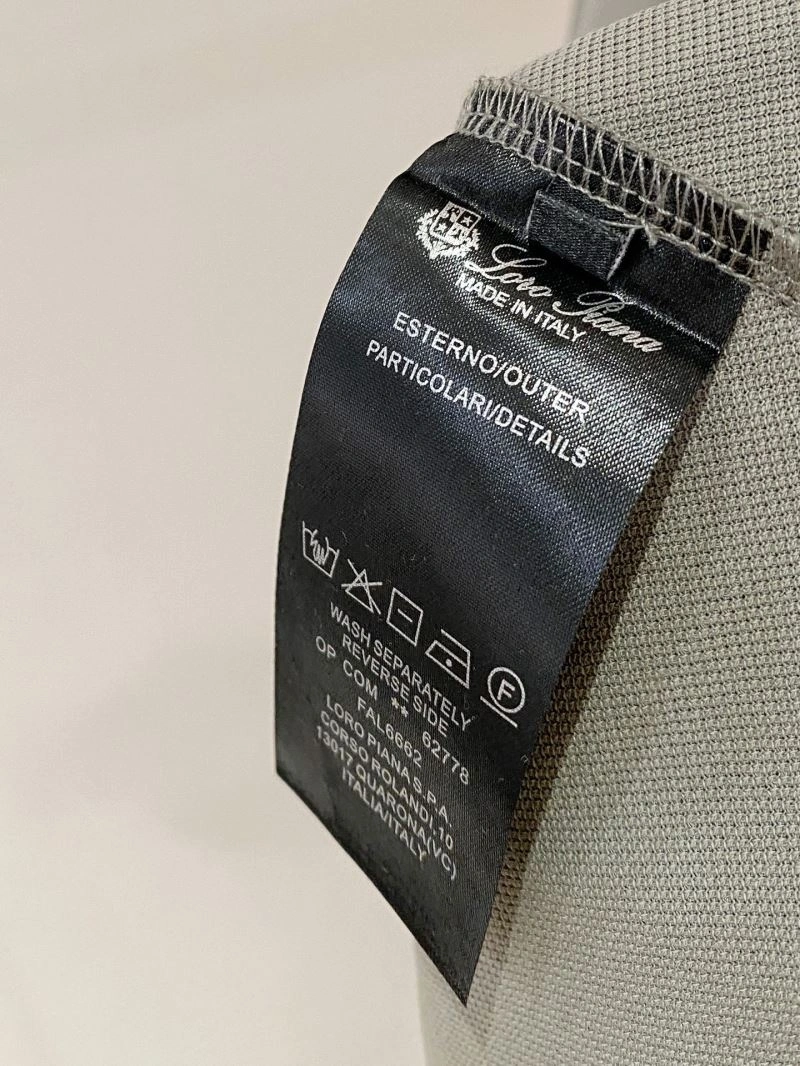 Loro Piana
MADE IN ITALY
ESTERNO/OUTER
PARTICOLARI/DETAILS
F
WASH SEPARATELY
REVERSE SIDE
OP COM ** 62778
FAL6662
LORO PIANA S.P.A.
CORSO ROLANDI,10
13017 QUARONA(VC)
ITALIA/ITALY